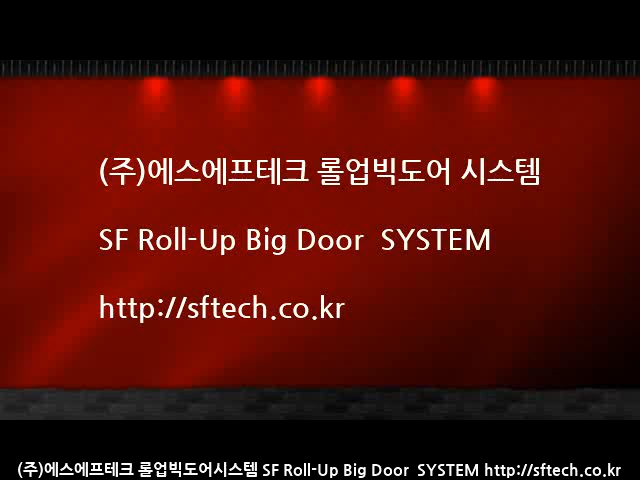 (주)에스에프테크 롤업빅도어 시스템
SF Roll-Up Big Door  SYSTEM
http://sftech.co.kr
(주)에스에프테크 롤업빅도어시스템 SF Roll-Up Big Door  SYSTEM http://sftech.co.kr